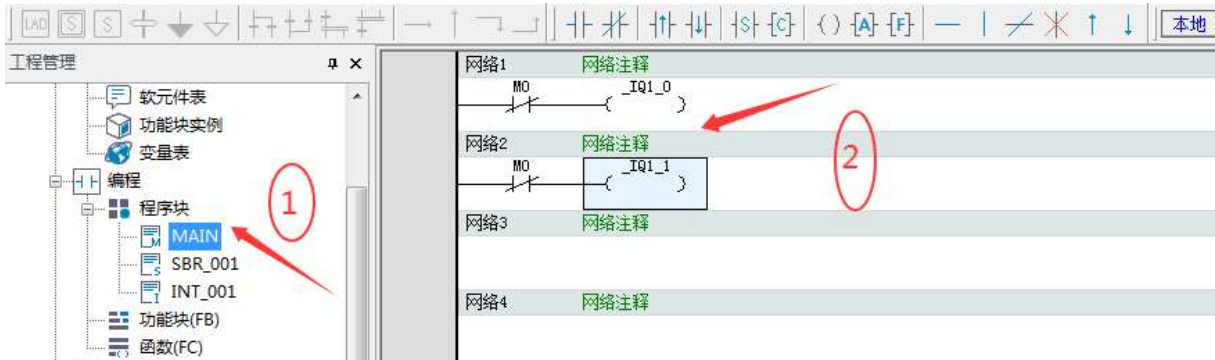 LAD S S S C ( ) A F 本地
工程管理
软元件表
功能块实例
变量表
编程
程序块
MAIN
SBR_001
INT_001
功能块(FB)
函数(FC)
1
网络1 网络注释
M0 _IQ1_0
网络2 网络注释
M0 _IQ1_1
网络3 网络注释
网络4 网络注释
2